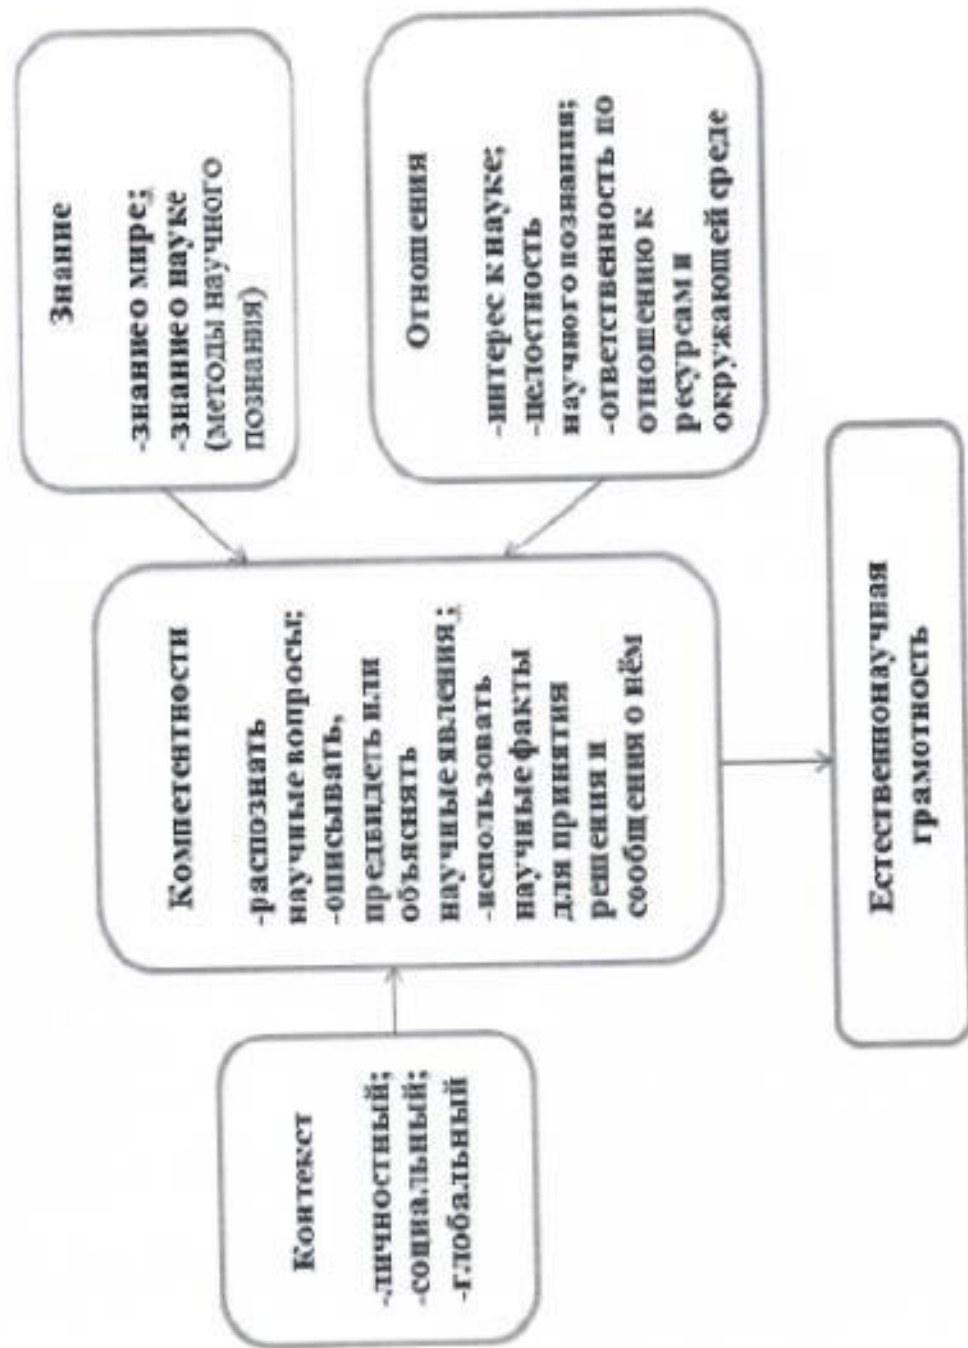 Контекст
-личностный;
-социальный;
-глобальный
Компетентности
-распознать
научные вопросы;
-описывать,
предвидеть или
объяснять
научные явления;
-использовать
научные факты
для принятия
решения и
сообщения о нём
Знание
-знание о мире;
-знание о науке
(методы научного
познания)
Отношения
-интерес к науке;
-целостность
научного познания;
-ответственность по
отношению к
ресурсам и
окружающей среде
Естественнонаучная
грамотность